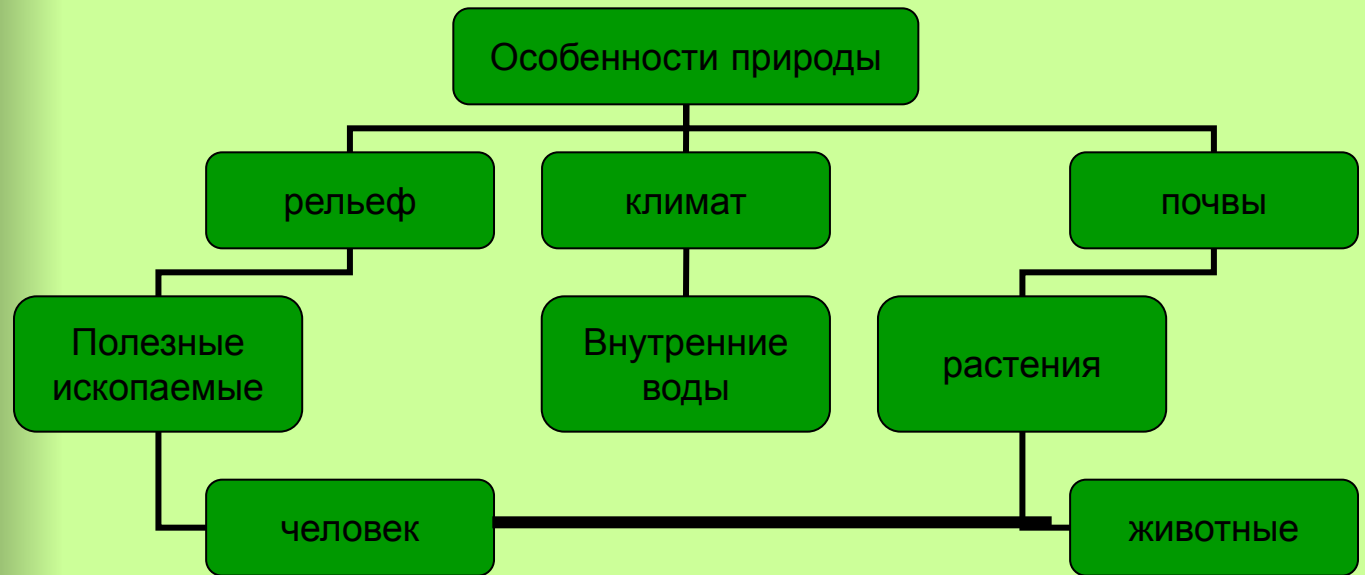 Особенности природы
рельеф
климат
почвы
Полезные
ископаемые
Внутренние
воды
растения
человек
животные